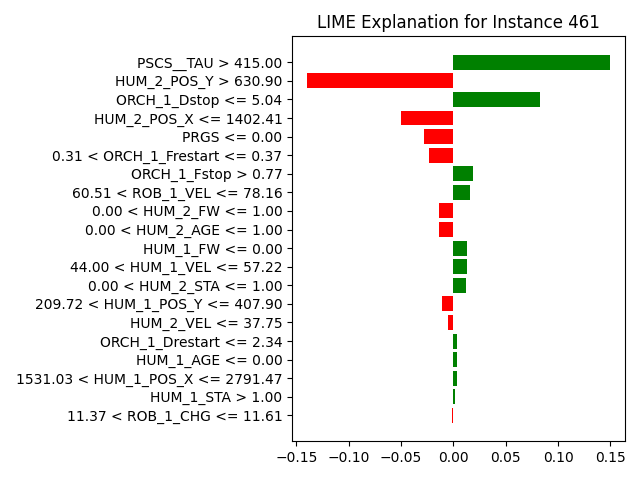 LIME Explanation for Instance 461
PSCS__TAU > 415.00
HUM_2_POS_Y > 630.90
ORCH_1_Dstop <= 5.04
HUM_2_POS_X <= 1402.41
PRGS <= 0.00
0.31 < ORCH_1_Frestart <= 0.37
ORCH_1_Fstop > 0.77
60.51 < ROB_1_VEL <= 78.16
0.00 < HUM_2_FW <= 1.00
0.00 < HUM_2_AGE <= 1.00
HUM_1_FW <= 0.00
44.00 < HUM_1_VEL <= 57.22
0.00 < HUM_2_STA <= 1.00
209.72 < HUM_1_POS_Y <= 407.90
HUM_2_VEL <= 37.75
ORCH_1_Drestart <= 2.34
HUM_1_AGE <= 0.00
1531.03 < HUM_1_POS_X <= 2791.47
HUM_1_STA > 1.00
11.37 < ROB_1_CHG <= 11.61
−0.15 −0.10 −0.05 0.00 0.05 0.10 0.15